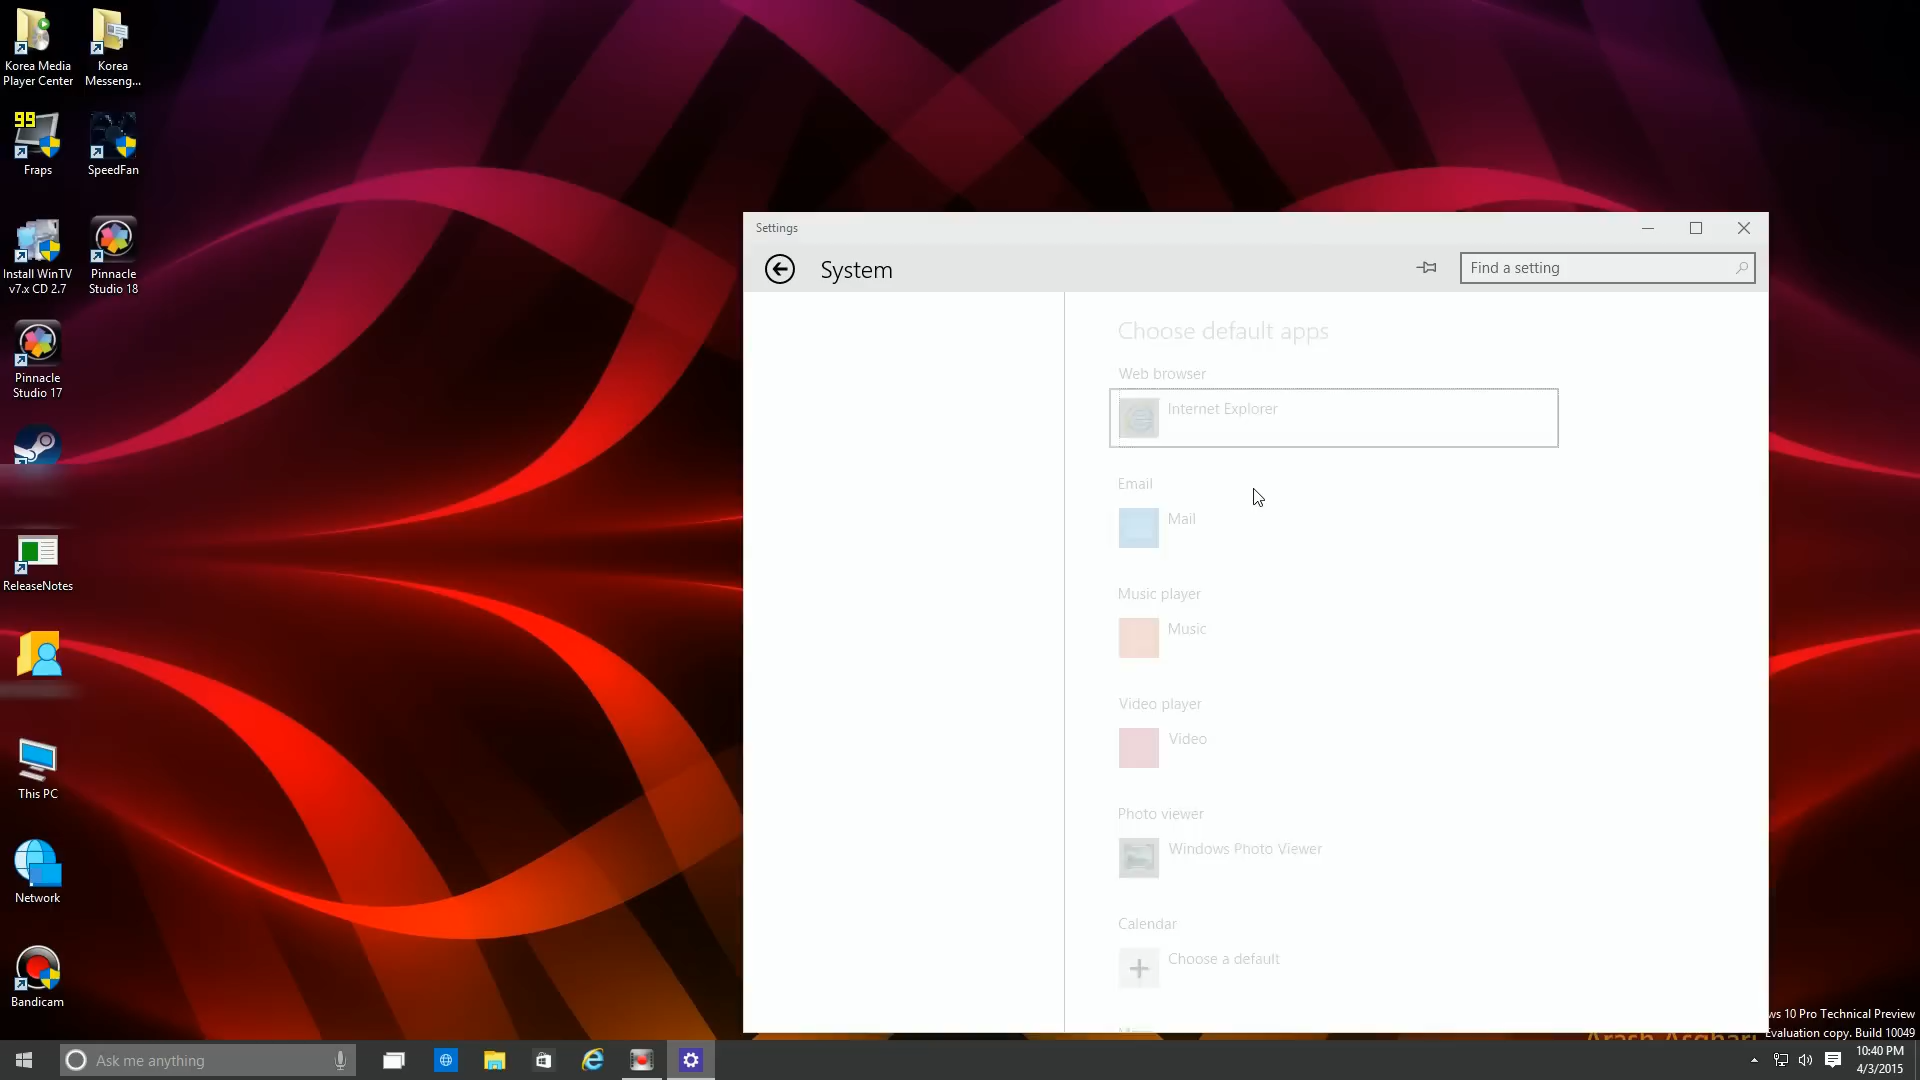 Korea Media
Player Center
Korea
Messeng...
99
Fraps
SpeedFan
Install WinTV
v7.x CD 2.7
Pinnacle
Studio 18
Pinnacle
Studio 17
ReleaseNotes
This PC
Network
Bandicam
Settings
System
Find a setting
Choose default apps
Web browser
Internet Explorer
Email
Mail
Music player
Music
Video player
Video
Photo viewer
Windows Photo Viewer
Calendar
Choose a default
ws 10 Pro Technical Preview
Evaluation copy. Build 10049
Arash Asghari
Ask me anything
10:40 PM
4/3/2015